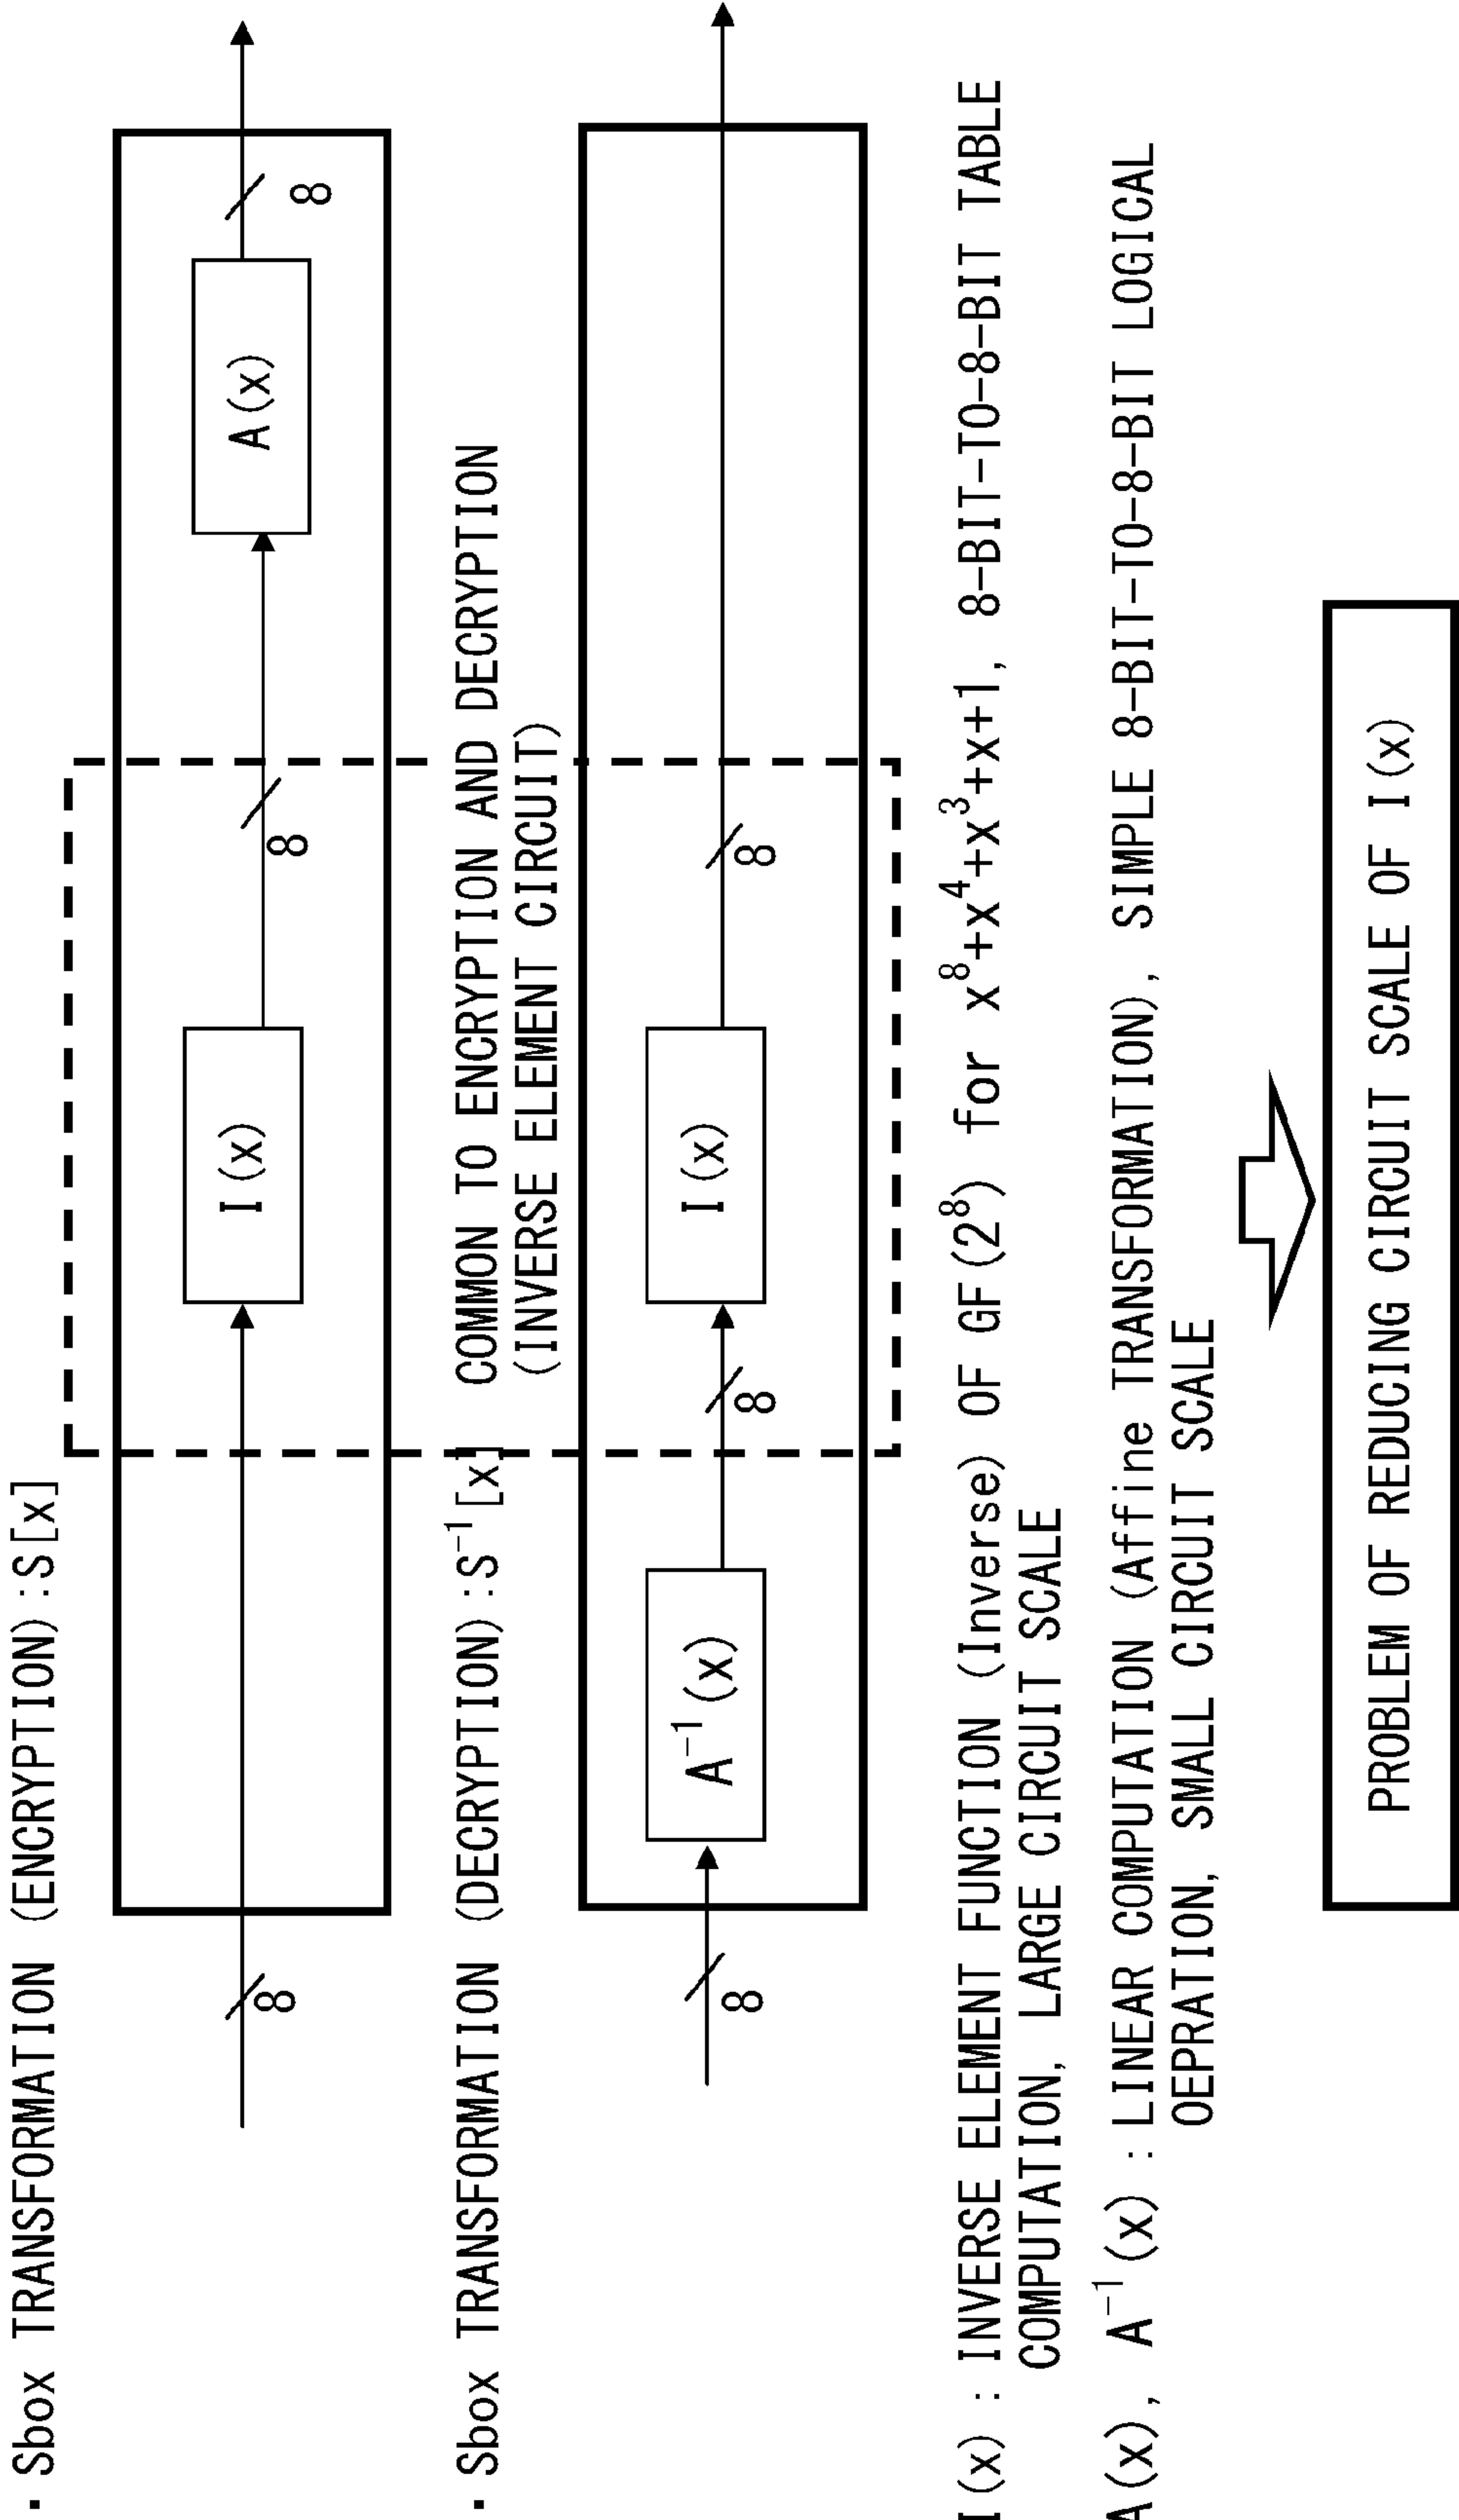 · Sbox TRANSFORMATION (ENCRYPTION):S[x]
8
I(x)
8
A(x)
8
· Sbox TRANSFORMATION (DECRYPTION):S⁻¹[x]
COMMON TO ENCRYPTION AND DECRYPTION
(INVERSE ELEMENT CIRCUIT)
8
A⁻¹(x)
8
I(x)
8
I(x) : INVERSE ELEMENT FUNCTION (Inverse) OF GF(2⁸) for x⁸+x⁴+x³+x+1, 8-BIT-TO-8-BIT TABLE
COMPUTATION, LARGE CIRCUIT SCALE
A(x), A⁻¹(x) : LINEAR COMPUTATION (Affine TRANSFORMATION), SIMPLE 8-BIT-TO-8-BIT LOGICAL
OEPRATION, SMALL CIRCUIT SCALE
PROBLEM OF REDUCING CIRCUIT SCALE OF I(x)